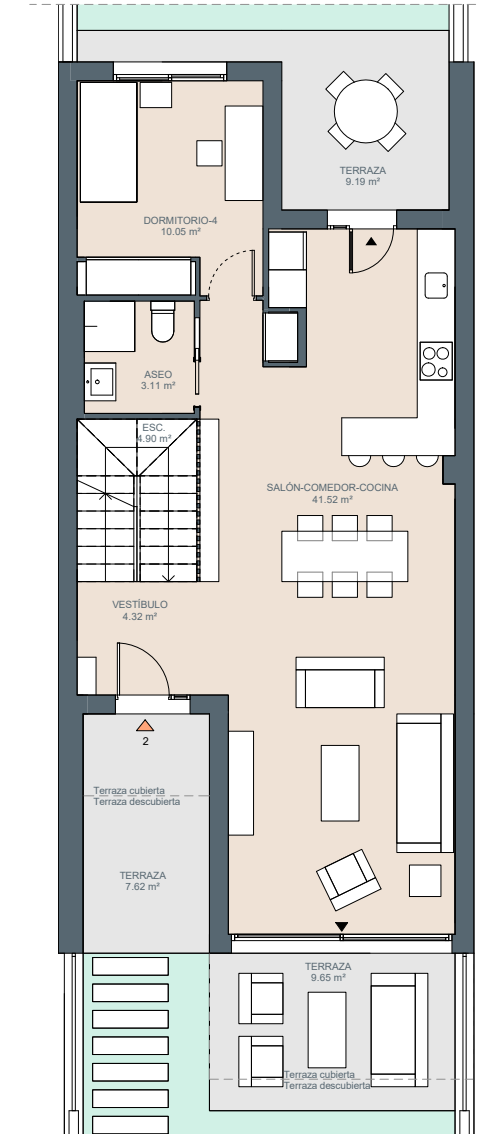 TERRAZA
9.19 m²
DORMITORIO-4
10.05 m²
ASEO
3.11 m²
ESC.
4.90 m²
SALÓN-COMEDOR-COCINA
41.52 m²
VESTÍBULO
4.32 m²
2
Terraza cubierta
Terraza descubierta
TERRAZA
7.62 m²
TERRAZA
9.65 m²
Terraza cubierta
Terraza descubierta